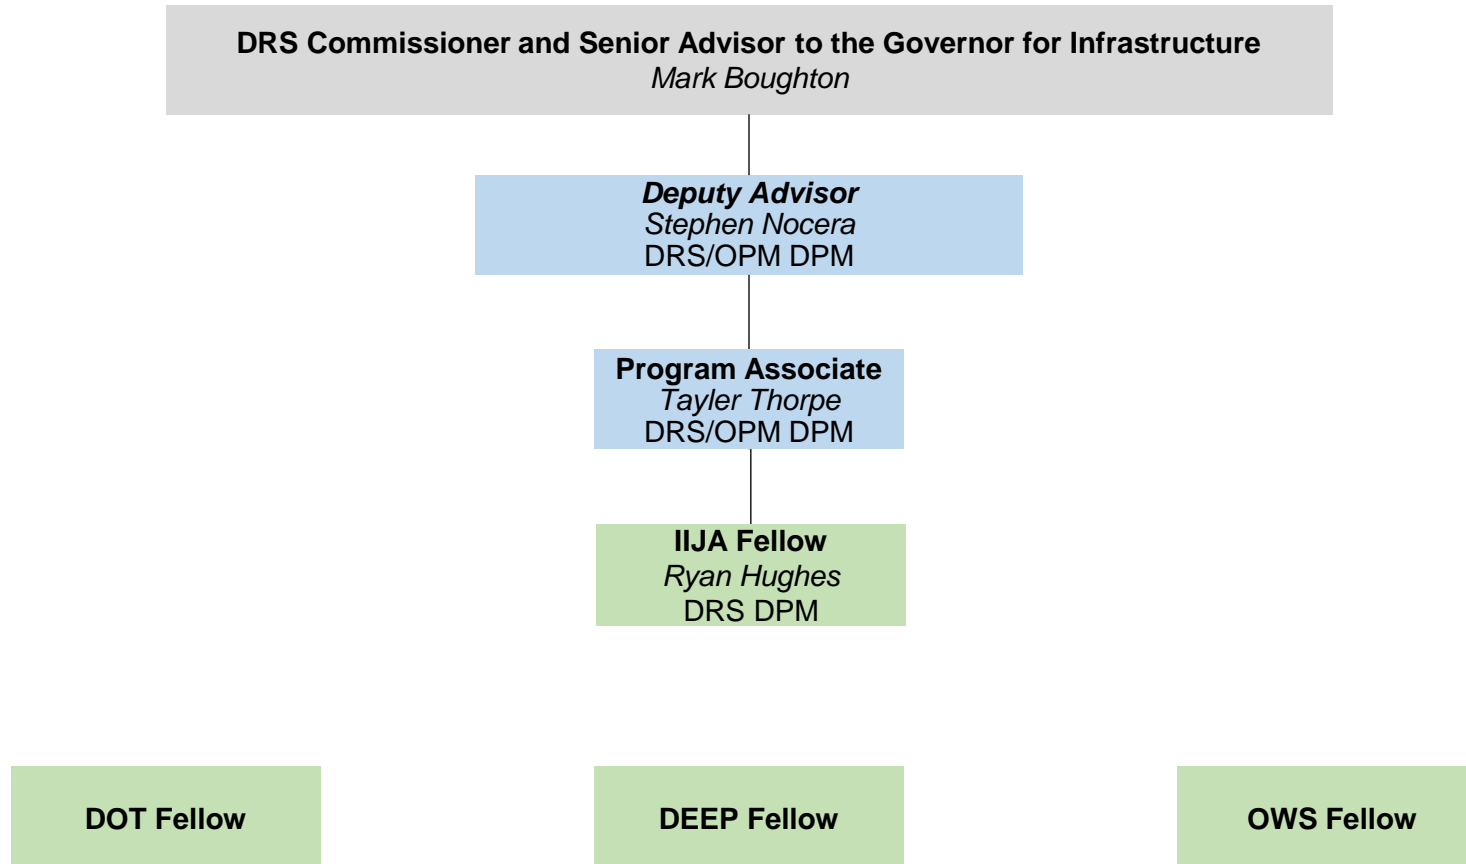 DRS Commissioner and Senior Advisor to the Governor for Infrastructure
Mark Boughton
Deputy Advisor
Stephen Nocera
DRS/OPM DPM
Program Associate
Tayler Thorpe
DRS/OPM DPM
IIJA Fellow
Ryan Hughes
DRS DPM
DOT Fellow
DEEP Fellow
OWS Fellow